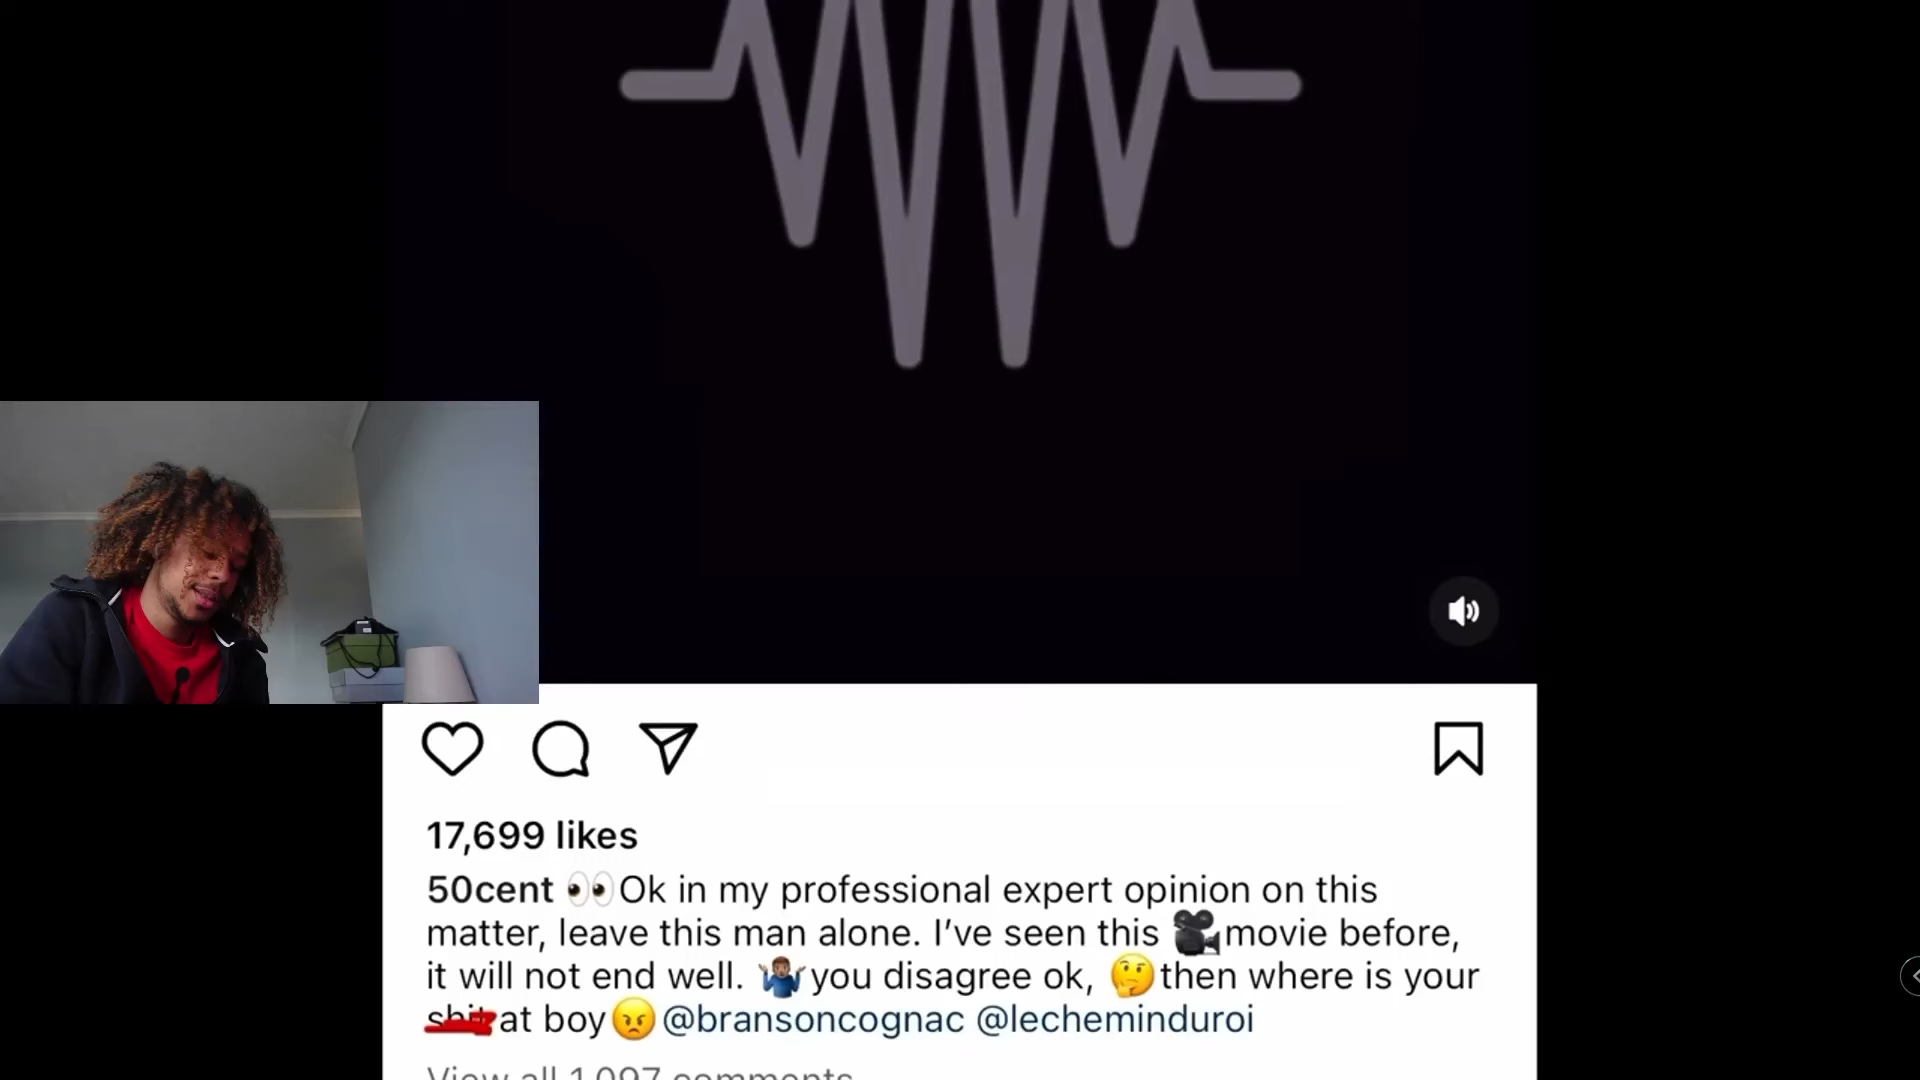 17,699 likes
50cent 👀Ok in my professional expert opinion on this
matter, leave this man alone. I’ve seen this 🎥movie before,
it will not end well. 🤷🏽‍♂️you disagree ok, 🤔then where is your
at boy😠@bransoncognac @lecheminduroi
View all 1,097 comments